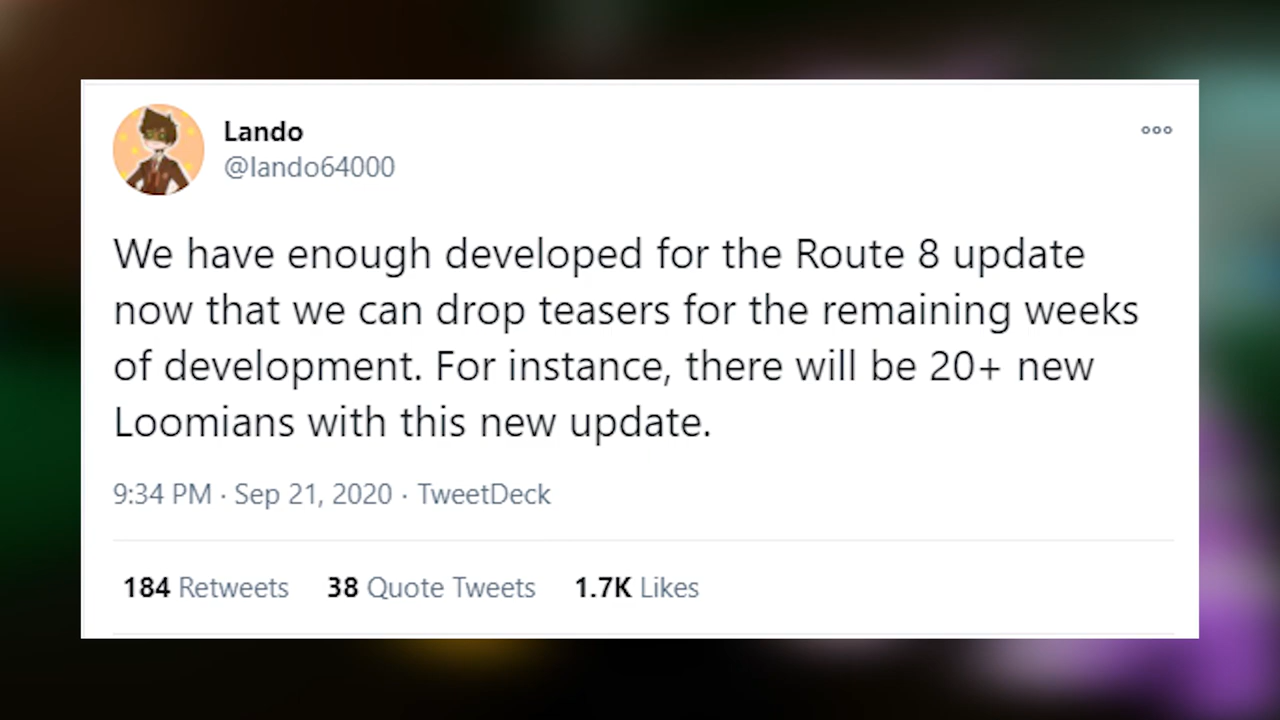 Lando
@lando64000
We have enough developed for the Route 8 update
now that we can drop teasers for the remaining weeks
of development. For instance, there will be 20+ new
Loomians with this new update.
9:34 PM · Sep 21, 2020 · TweetDeck
184 Retweets 38 Quote Tweets 1.7K Likes